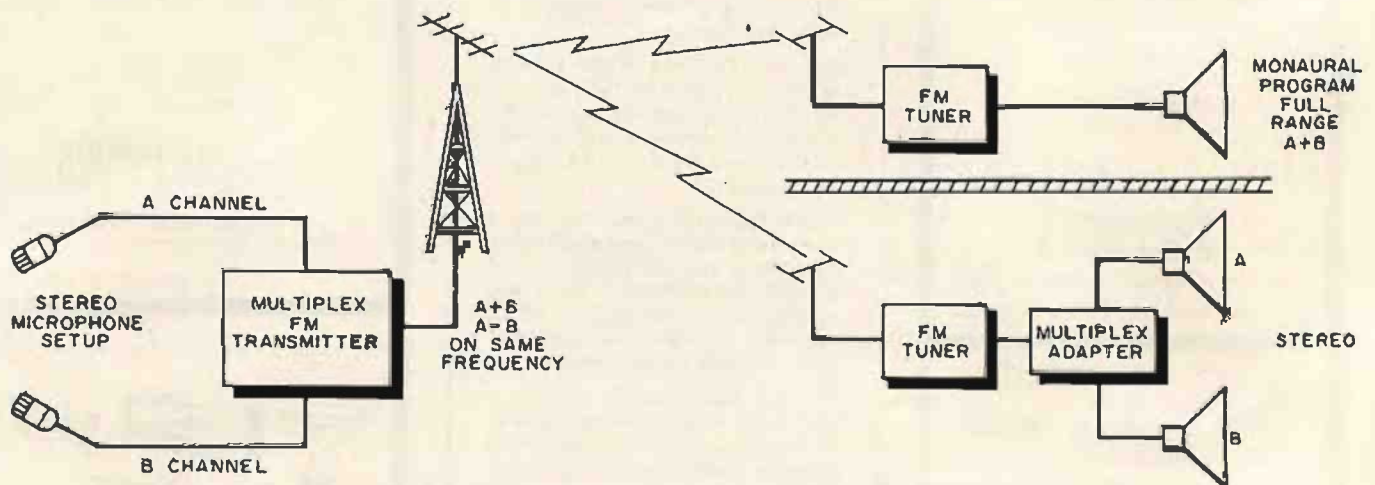 A CHANNEL
STEREO
MICROPHONE
SETUP
MULTIPLEX
FM
TRANSMITTER
B CHANNEL
A+B
A=B
ON SAME
FREQUENCY
FM
TUNER
MONAURAL
PROGRAM
FULL
RANGE
A+B
FM
TUNER
MULTIPLEX
ADAPTER
A
STEREO
B